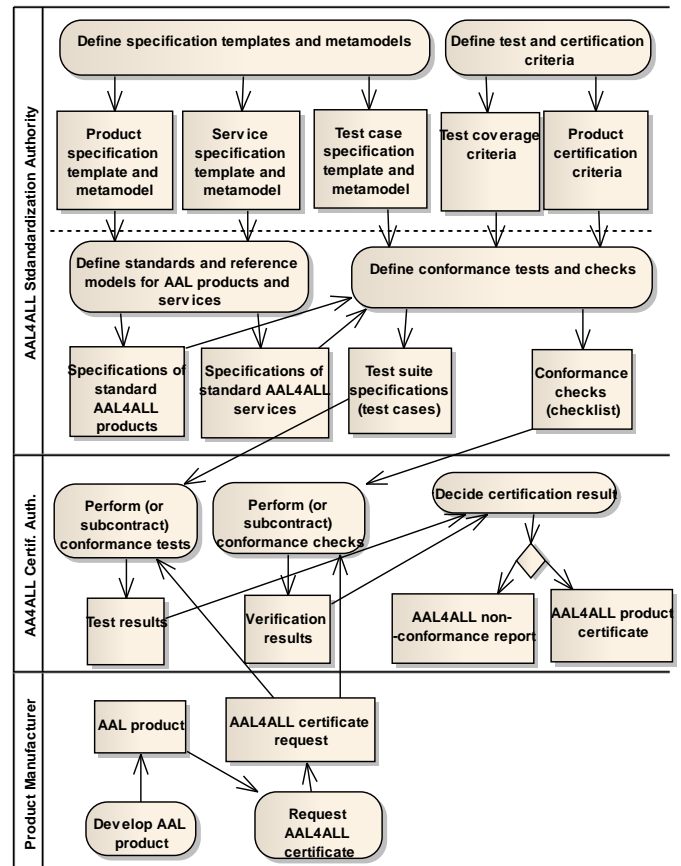 AAL4ALL Stdandardization Authority
Define specification templates and metamodels
Define test and certification
criteria
Product
specification
template and
metamodel
Service
specification
template and
metamodel
Test case
specification
template and
metamodel
Test coverage
criteria
Product
certification
criteria
Define standards and reference
models for AAL products and
services
Define conformance tests and checks
Specifications of
standard
AAL4ALL
products
Specifications of
standard AAL4ALL
services
Test suite
specifications
(test cases)
Conformance
checks
(checklist)
AA4ALL Certif. Auth.
Perform (or
subcontract)
conformance tests
Perform (or
subcontract)
conformance checks
Decide certification result
Test results
Verification
results
AAL4ALL non-
-conformance report
AAL4ALL product
certificate
Product Manufacturer
AAL product
AAL4ALL certificate
request
Develop AAL
product
Request
AAL4ALL
certificate